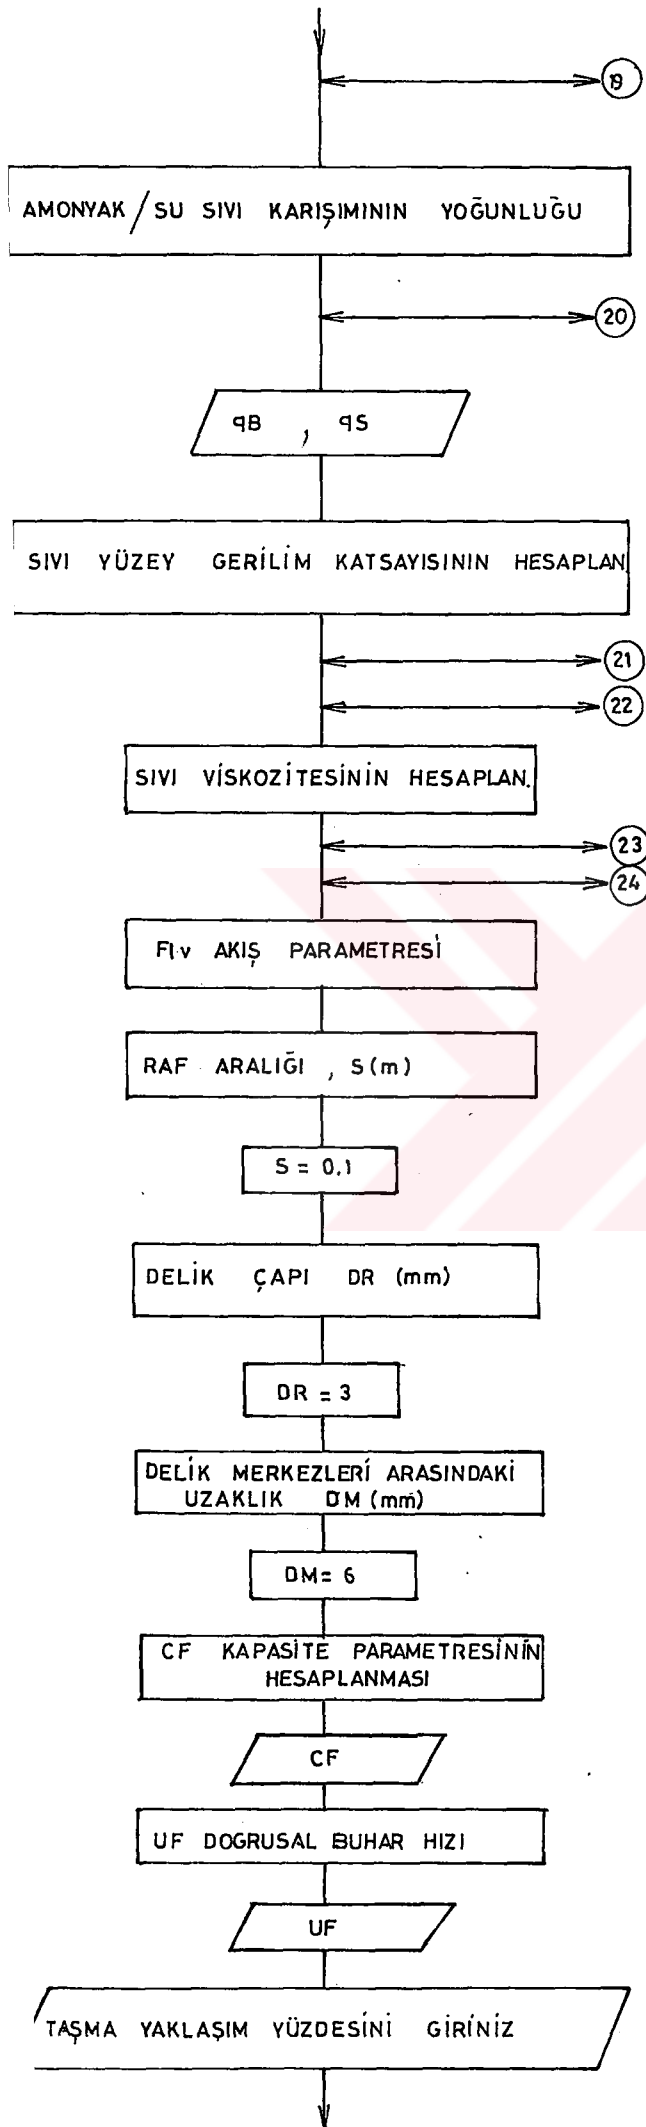 19
AMONYAK / SU SIVI KARIŞIMININ YOĞUNLUĞU
20
qB , qS
SIVI YÜZEY GERİLİM KATSAYISININ HESAPLAN.
21
22
SIVI VİSKOZİTESİNİN HESAPLAN.
23
24
Flv AKIŞ PARAMETRESİ
RAF ARALIĞI , S(m)
S = 0.1
DELİK ÇAPI DR (mm)
DR = 3
DELİK MERKEZLERİ ARASINDAKİ
UZAKLIK DM (mm)
DM = 6
CF KAPASİTE PARAMETRESİNİN
HESAPLANMASI
CF
UF DOGRUSAL BUHAR HIZI
UF
TAŞMA YAKLAŞIM YÜZDESİNİ GİRİNİZ